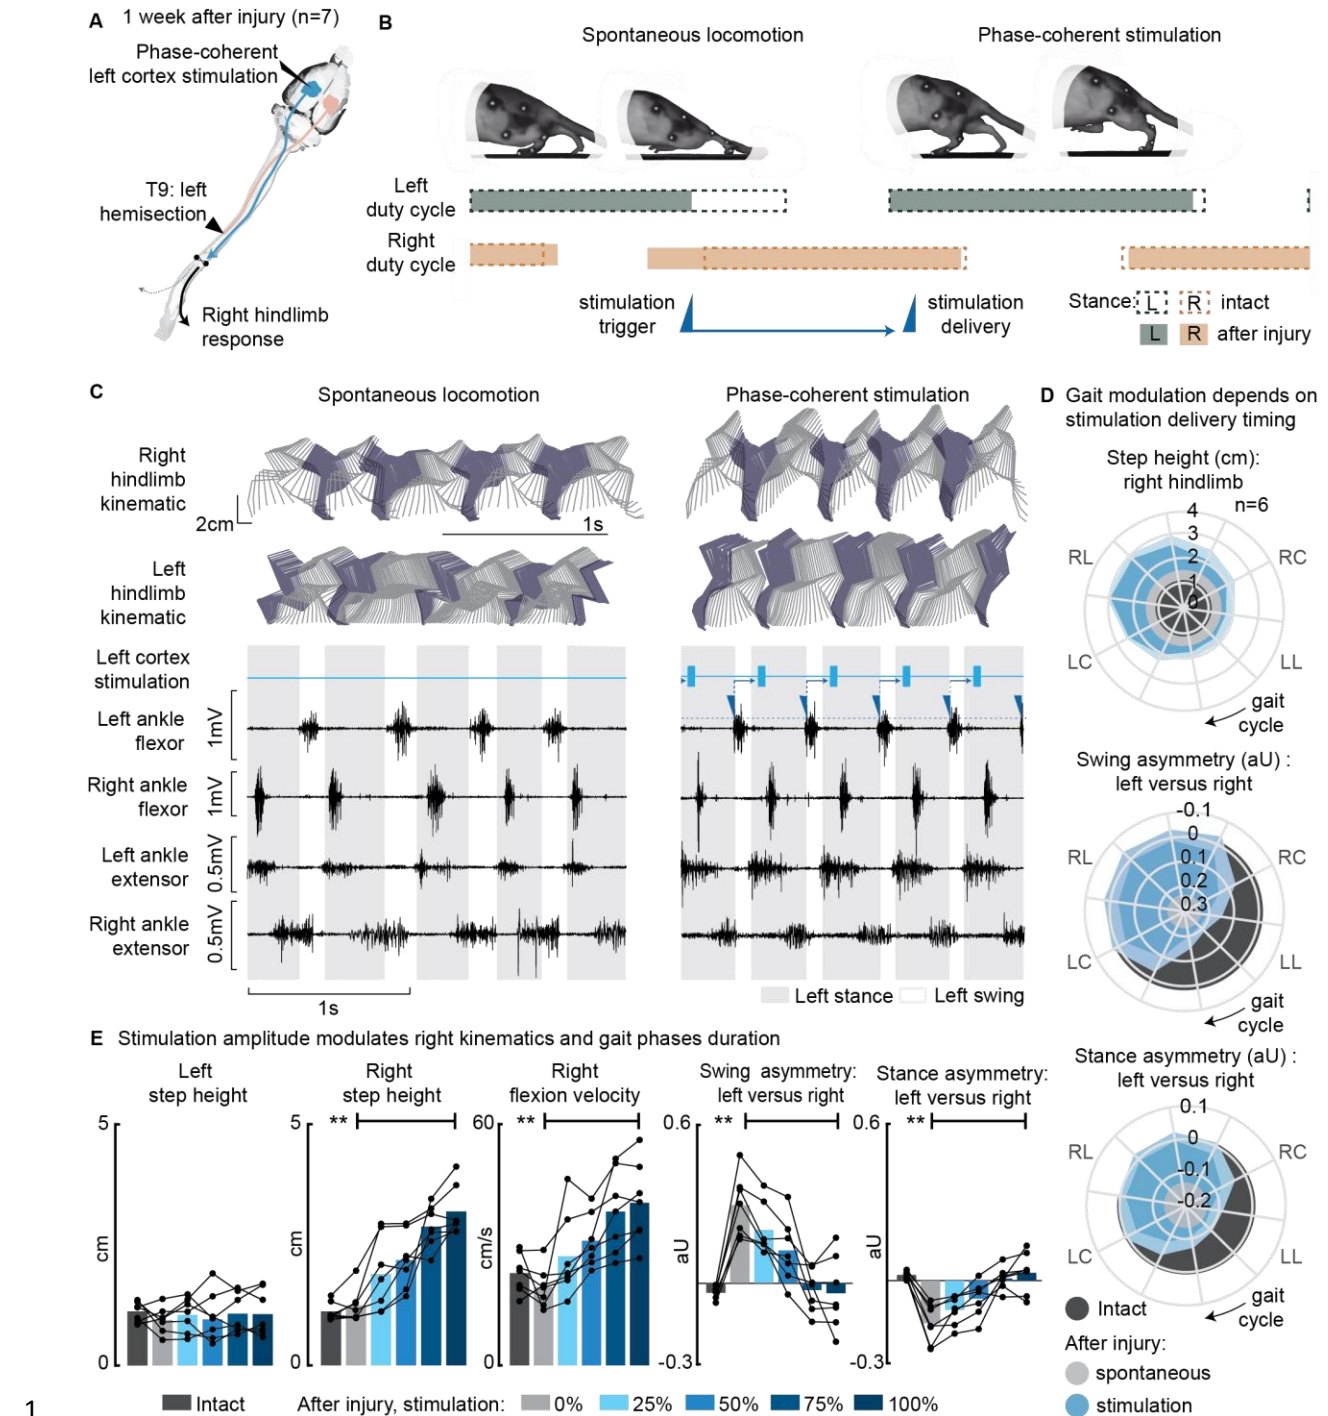 A 1 week after injury (n=7)
Phase-coherent
left cortex stimulation
T9: left
hemisection
Right hindlimb
response
B
Spontaneous locomotion
Phase-coherent stimulation
Left
duty cycle
Right
duty cycle
stimulation
trigger
stimulation
delivery
Stance: L R intact
L R after injury
C
Spontaneous locomotion
Phase-coherent stimulation
Right
hindlimb
kinematic
2cm
1s
Left
hindlimb
kinematic
Left cortex
stimulation
Left ankle
flexor
1mV
Right ankle
flexor
1mV
Left ankle
extensor
0.5mV
Right ankle
extensor
0.5mV
1s
Left stance
Left swing
D Gait modulation depends on
stimulation delivery timing
Step height (cm):
right hindlimb
n=6
4
3
2
1
0
RL
RC
LC
LL
gait
cycle
Swing asymmetry (aU) :
left versus right
-0.1
0
0.1
0.2
0.3
RL
RC
LC
LL
gait
cycle
Stance asymmetry (aU) :
left versus right
0.1
0
-0.1
-0.2
RL
RC
LC
LL
gait
cycle
Intact
After injury:
spontaneous
stimulation
E Stimulation amplitude modulates right kinematics and gait phases duration
Left
step height
5
cm
0
Right
step height
**
5
cm
0
Right
flexion velocity
**
60
cm/s
0
Swing asymmetry:
left versus right
**
0.6
aU
-0.3
Stance asymmetry:
left versus right
**
0.6
aU
-0.3
Intact After injury, stimulation: 0% 25% 50% 75% 100%
1